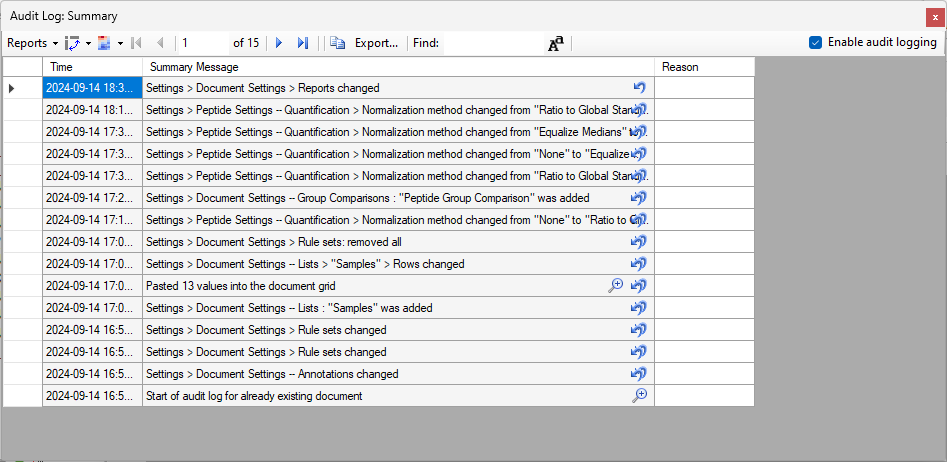 Audit Log: Summary
Reports 1 of 15 Export... Find: Enable audit logging
Time Summary Message Reason
2024-09-14 18:3... Settings > Document Settings > Reports changed
2024-09-14 18:1... Settings > Peptide Settings -- Quantification > Normalization method changed from "Ratio to Global Stand...
2024-09-14 17:3... Settings > Peptide Settings -- Quantification > Normalization method changed from "Equalize Medians"
2024-09-14 17:3... Settings > Peptide Settings -- Quantification > Normalization method changed from "None" to "Equalize
2024-09-14 17:3... Settings > Peptide Settings -- Quantification > Normalization method changed from "Ratio to Global Stand...
2024-09-14 17:2... Settings > Document Settings -- Group Comparisons : "Peptide Group Comparison" was added
2024-09-14 17:1... Settings > Peptide Settings -- Quantification > Normalization method changed from "None" to "Ratio to
2024-09-14 17:0... Settings > Document Settings > Rule sets: removed all
2024-09-14 17:0... Settings > Document Settings -- Lists > "Samples" > Rows changed
2024-09-14 17:0... Pasted 13 values into the document grid
2024-09-14 17:0... Settings > Document Settings -- Lists : "Samples" was added
2024-09-14 16:5... Settings > Document Settings > Rule sets changed
2024-09-14 16:5... Settings > Document Settings > Rule sets changed
2024-09-14 16:5... Settings > Document Settings -- Annotations changed
2024-09-14 16:5... Start of audit log for already existing document